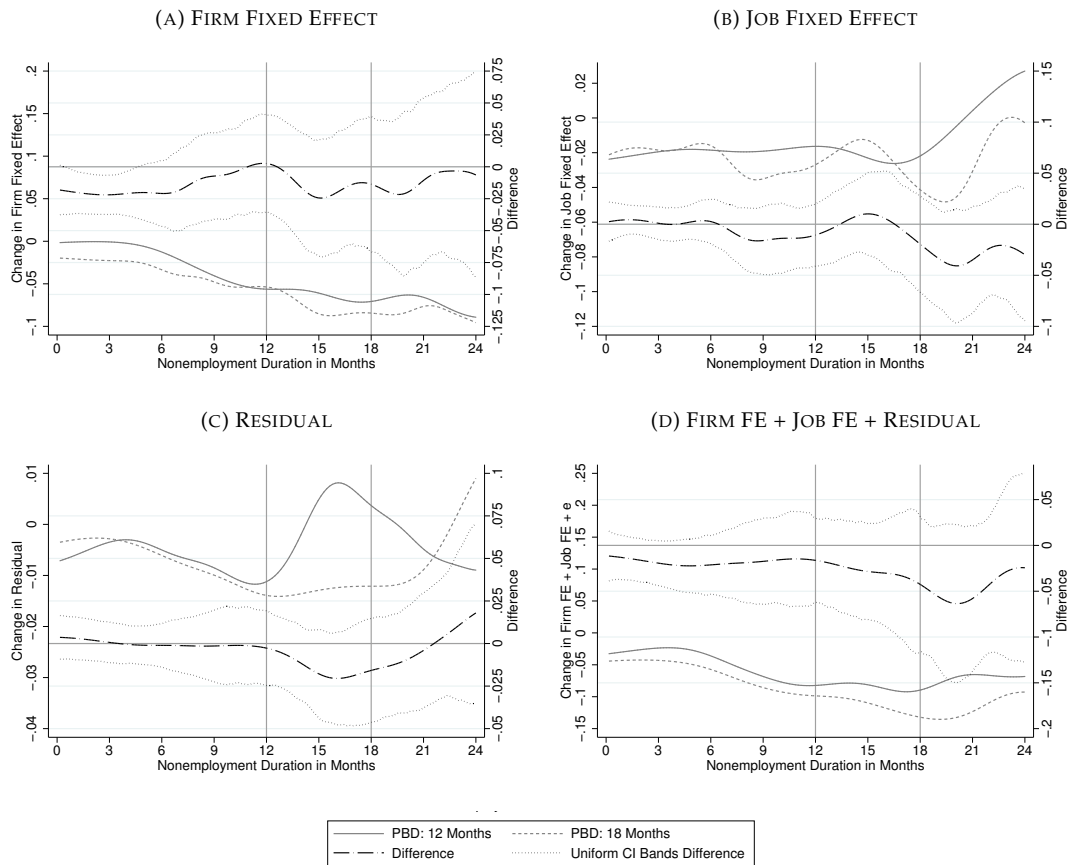 (A) FIRM FIXED EFFECT
Change in Firm Fixed Effect
.2
.15
.1
.05
0
-.05
-.1
.075
.05
.025
0
-.025
-.05
-.075
-.1
-.125
Difference
0 3 6 9 12 15 18 21 24
Nonemployment Duration in Months
(B) JOB FIXED EFFECT
Change in Job Fixed Effect
.02
0
-.02
-.04
-.06
-.08
-.1
-.12
.15
.1
.05
0
-.05
-.1
Difference
0 3 6 9 12 15 18 21 24
Nonemployment Duration in Months
(C) RESIDUAL
Change in Residual
.01
0
-.01
-.02
-.03
-.04
.1
.075
.05
.025
0
-.025
-.05
Difference
0 3 6 9 12 15 18 21 24
Nonemployment Duration in Months
(D) FIRM FE + JOB FE + RESIDUAL
Change in Firm FE + Job FE + e
.25
.2
.15
.1
.05
0
-.05
-.1
-.15
.05
0
-.05
-.1
-.15
-.2
Difference
0 3 6 9 12 15 18 21 24
Nonemployment Duration in Months
PBD: 12 Months PBD: 18 Months
Difference Uniform CI Bands Difference